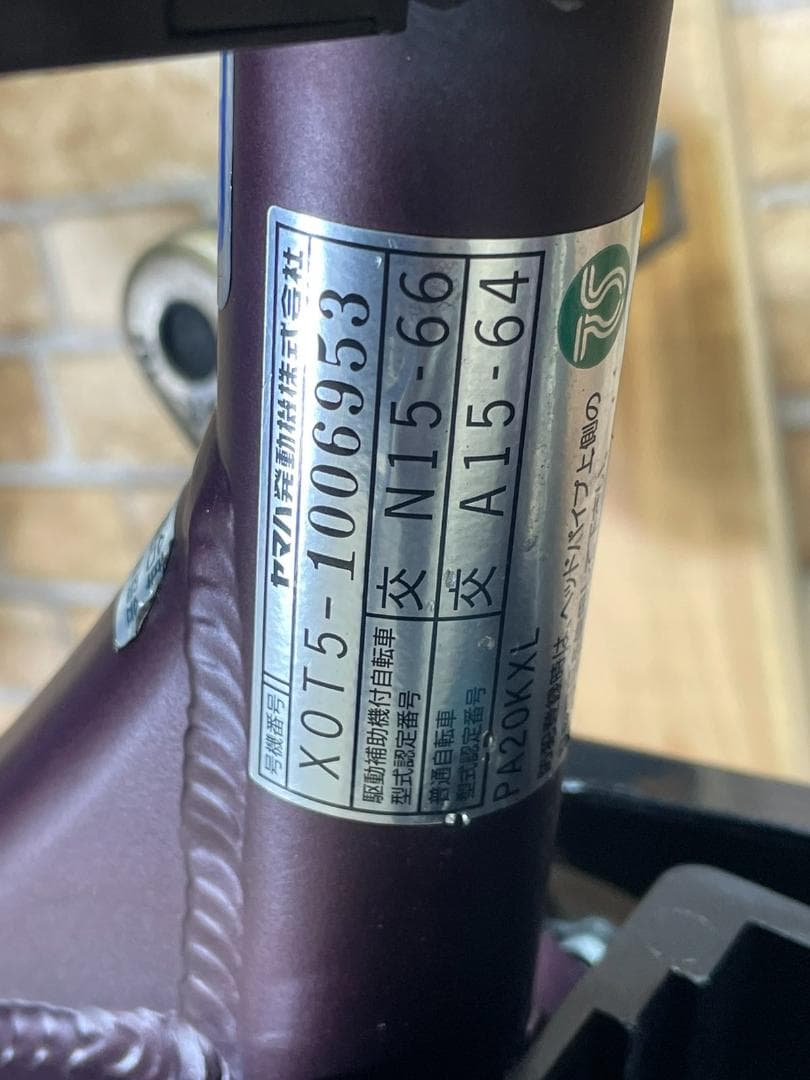 ヤマハ発動機株式会社
号機番号
X0T5-1006953
駆動補助機付自転車
型式認定番号
交 N15-66
普通自転車
型式認定番号
交 A15-64
PA20KXL
ヘッドパイプ上側の